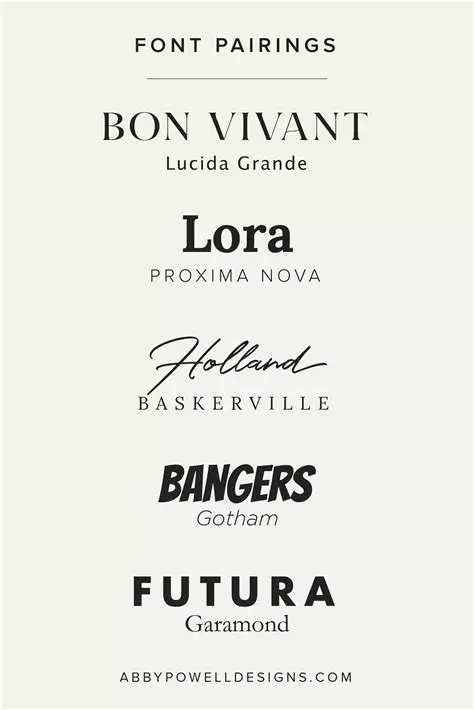 FONT PAIRINGS
BON VIVANT
Lucida Grande
Lora
PROXIMA NOVA
Holland
BASKERVILLE
BANGERS
Gotham
FUTURA
Garamond
ABBYPOWELLDESIGNS.COM